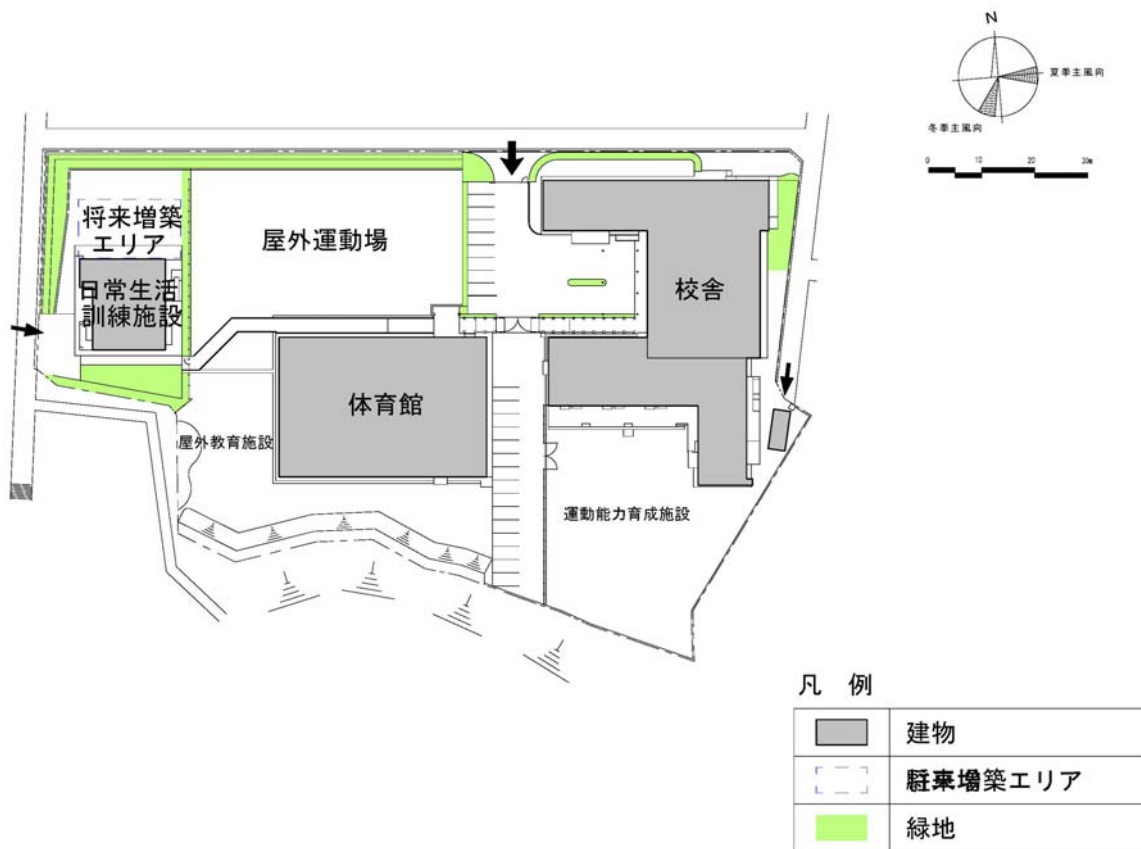 N
夏季主風向
冬季主風向
0 10 20 30m
将来増築
エリア
屋外運動場
日常生活
訓練施設
校舎
体育館
屋外教育施設
運動能力育成施設
凡 例
建物
築エリア
緑地